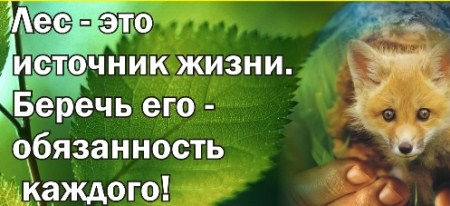 Лес - это
источник жизни.
Беречь его -
обязанность
каждого!